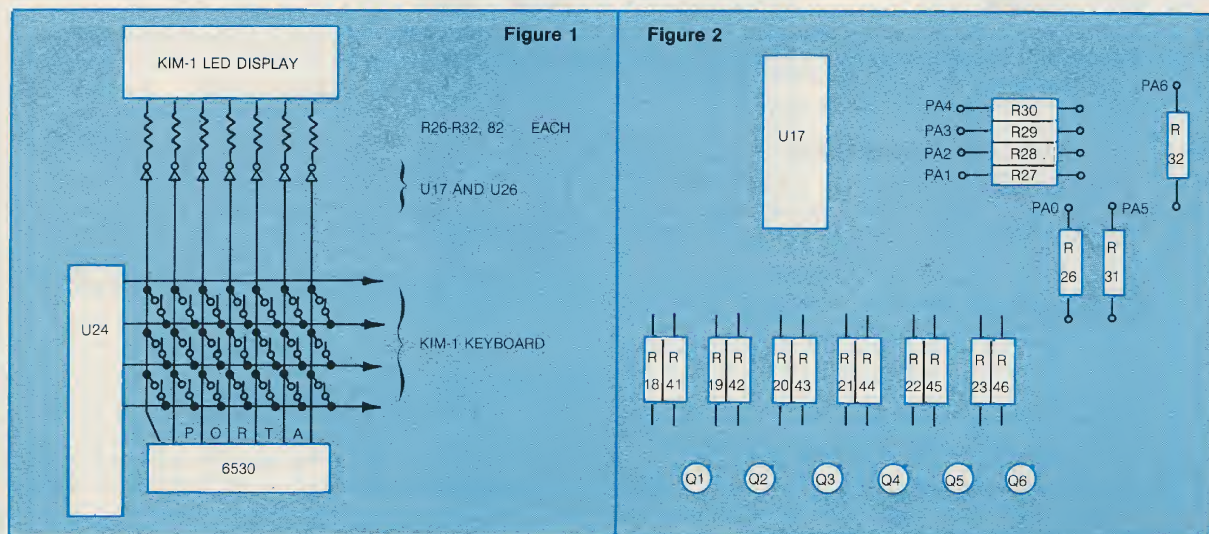 Figure 1
KIM-1 LED DISPLAY
R26-R32, 82 EACH
U17 AND U26
U24
KIM-1 KEYBOARD
P O R T A
6530
Figure 2
U17
PA4 R30
PA3 R29
PA2 R28
PA1 R27
PA6
R
32
PA0 PA5
R R
26 31
R R R R R R R R R R R R
18 41 19 42 20 43 21 44 22 45 23 46
Q1 Q2 Q3 Q4 Q5 Q6